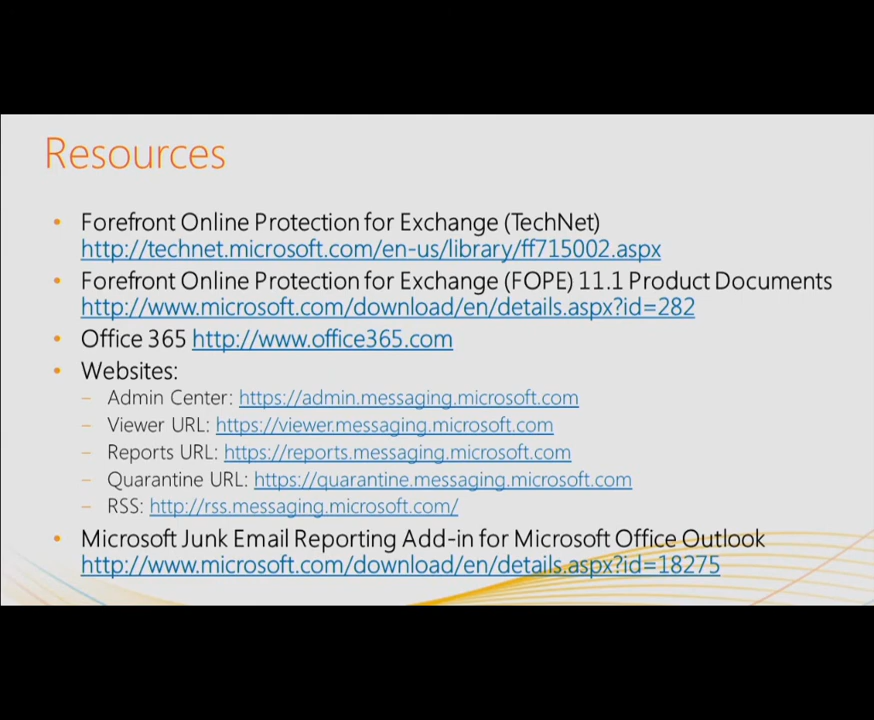 Resources
• Forefront Online Protection for Exchange (TechNet)
http://technet.microsoft.com/en-us/library/ff715002.aspx
• Forefront Online Protection for Exchange (FOPE) 11.1 Product Documents
http://www.microsoft.com/download/en/details.aspx?id=282
• Office 365 http://www.office365.com
• Websites:
– Admin Center: https://admin.messaging.microsoft.com
– Viewer URL: https://viewer.messaging.microsoft.com
– Reports URL: https://reports.messaging.microsoft.com
– Quarantine URL: https://quarantine.messaging.microsoft.com
– RSS: http://rss.messaging.microsoft.com/
• Microsoft Junk Email Reporting Add-in for Microsoft Office Outlook
http://www.microsoft.com/download/en/details.aspx?id=18275